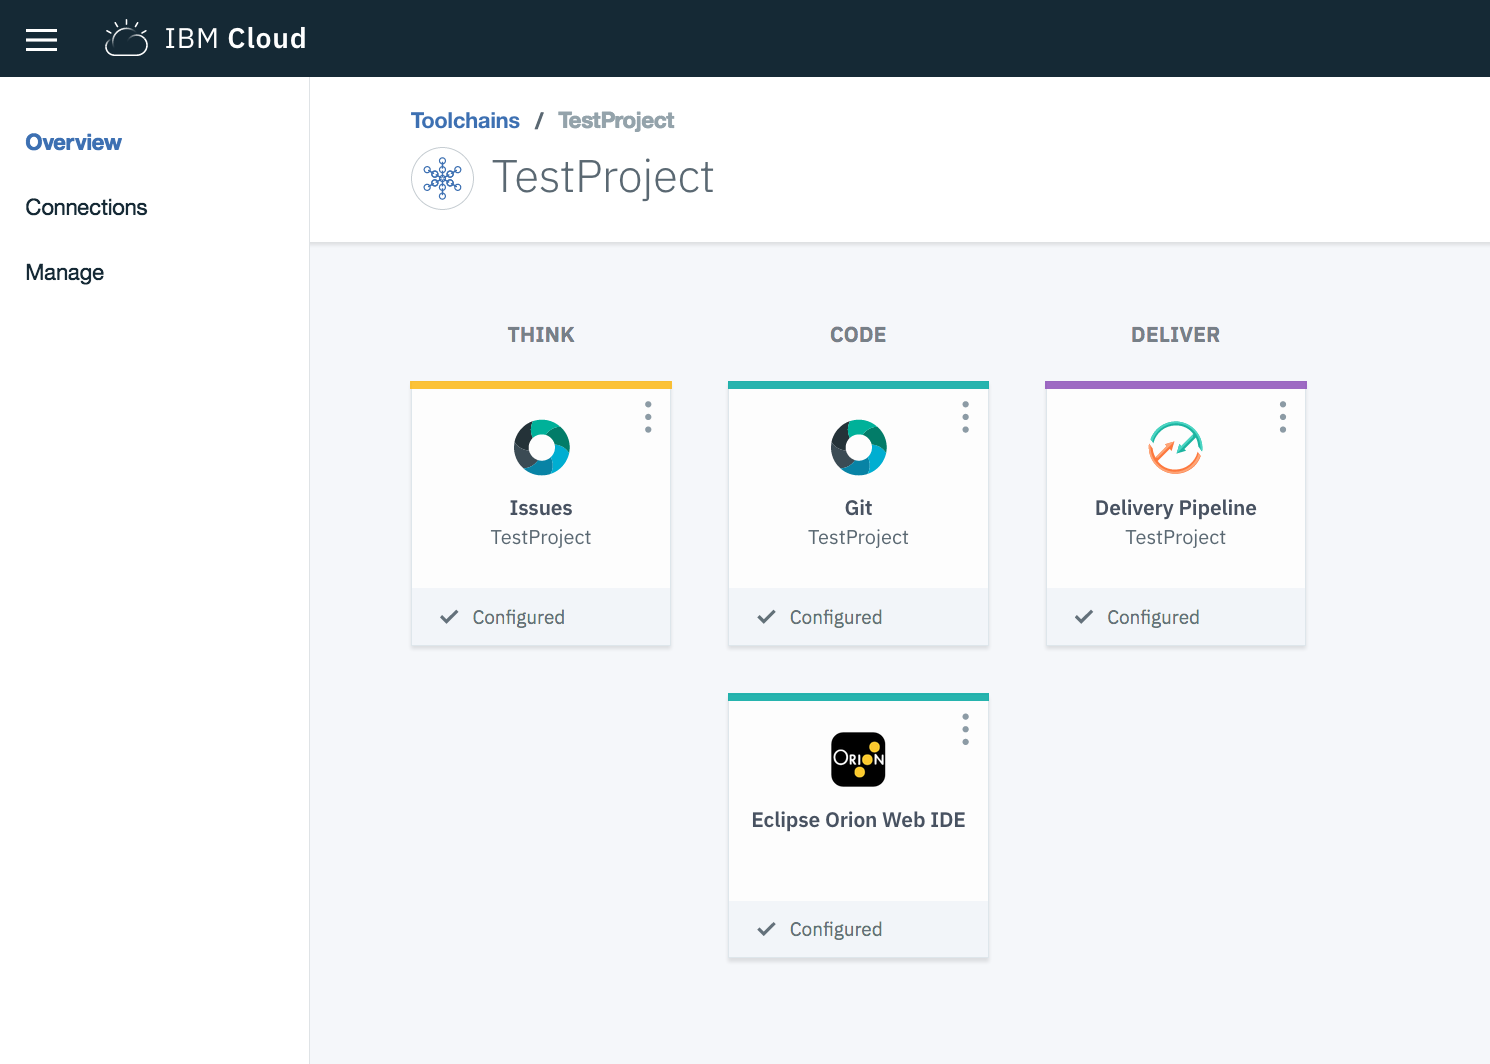 IBM Cloud
Overview
Connections
Manage
Toolchains / TestProject
TestProject
THINK
Issues
TestProject
Configured
CODE
Git
TestProject
Configured
ORION
Eclipse Orion Web IDE
Configured
DELIVER
Delivery Pipeline
TestProject
Configured